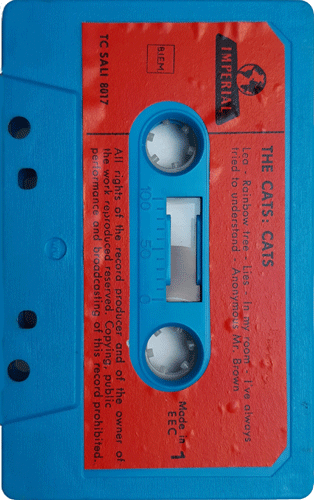 IMPERIAL
THE CATS: CATS
Lea - Rainbow tree - Lies - In my room - I've always
tried to understand - Anonymous Mr. Brown
BIEM
100 50 0
1
Made in
EEC
TC SALI 8017
All rights of the record producer and of the owner of
the work reproduced reserved. Copying, public
performance and broadcasting of this record prohibited.